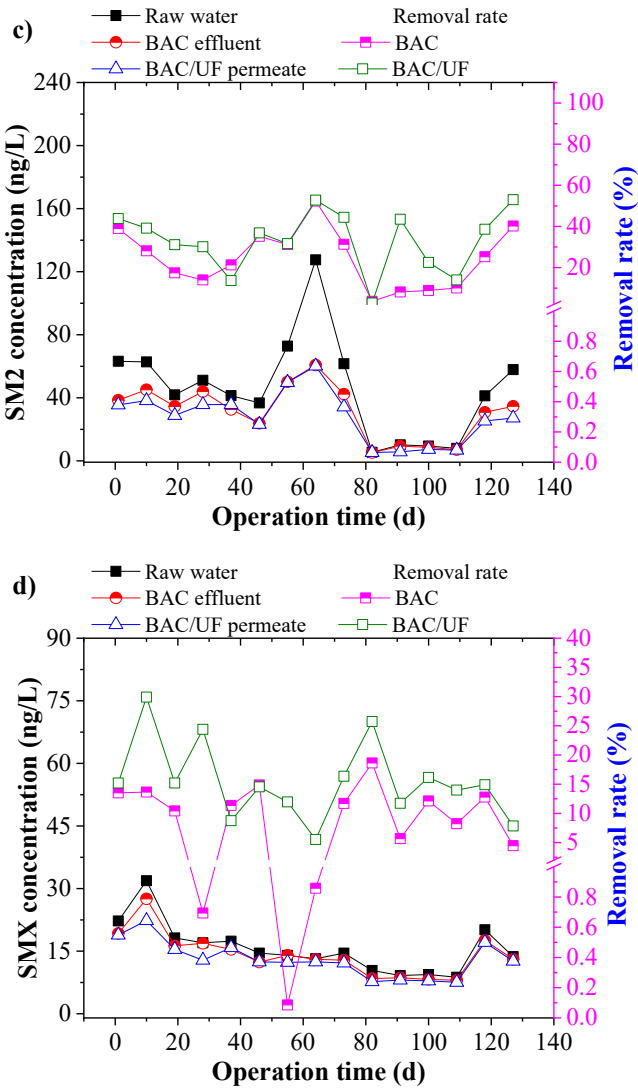 c)
Raw water Removal rate
BAC effluent BAC
BAC/UF permeate BAC/UF
240
200
160
120
80
40
0
SM2 concentration (ng/L)
100
80
60
40
20
0.8
0.6
0.4
0.2
0.0
Removal rate (%)
0 20 40 60 80 100 120 140
Operation time (d)
d)
Raw water Removal rate
BAC effluent BAC
BAC/UF permeate BAC/UF
90
75
60
45
30
15
0
SMX concentration (ng/L)
40
35
30
25
20
15
10
5
0.8
0.6
0.4
0.2
0.0
Removal rate (%)
0 20 40 60 80 100 120 140
Operation time (d)